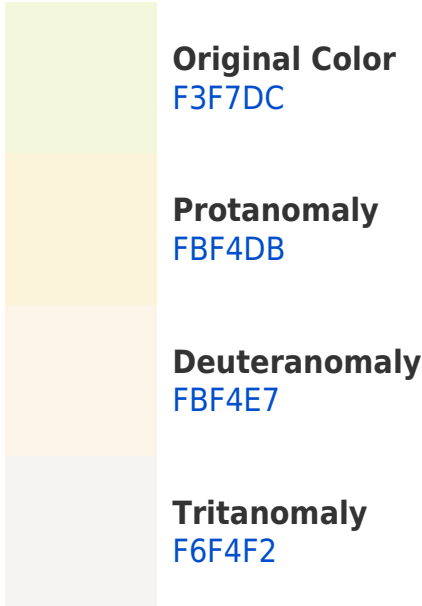 Original Color
F3F7DC
Protanomaly
FBF4DB
Deuteranomaly
FBF4E7
Tritanomaly
F6F4F2